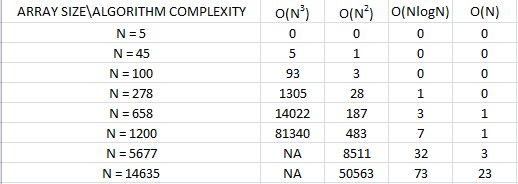 ARRAY SIZE\ALGORITHM COMPLEXITY O(N³) O(N²) O(NlogN) O(N)
N = 5 0 0 0 0
N = 45 5 1 0 0
N = 100 93 3 0 0
N = 278 1305 28 1 0
N = 658 14022 187 3 1
N = 1200 81340 483 7 1
N = 5677 NA 8511 32 3
N = 14635 NA 50563 73 23